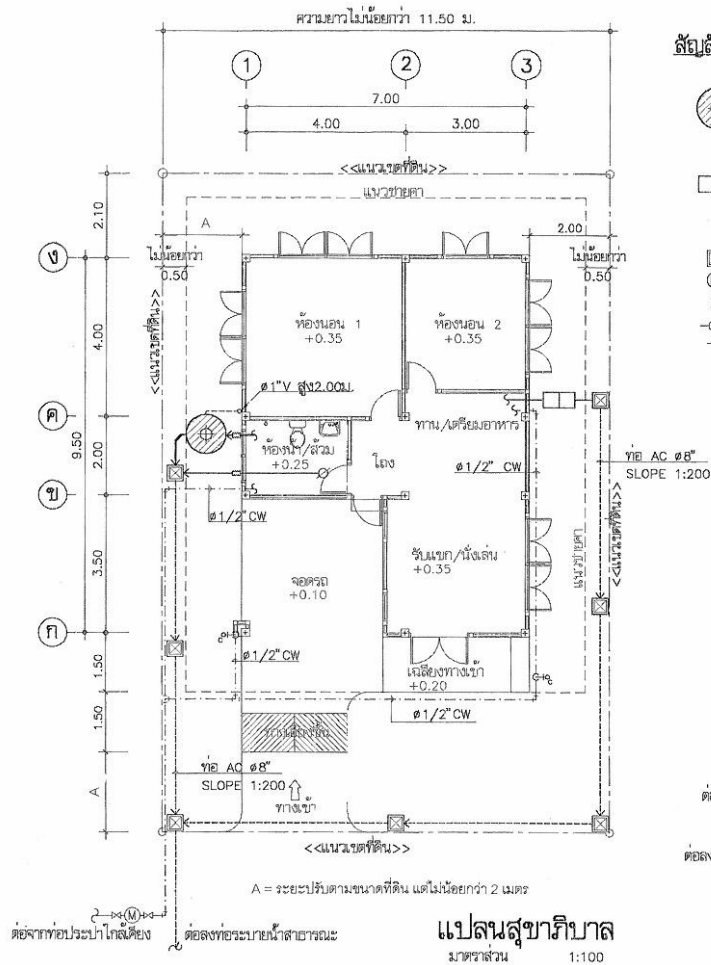 ความยาวไม่น้อยกว่า 11.50 ม.
1
2
3
7.00
4.00
3.00
<<แนวเขตที่ดิน>>
แนวชายคา
2.10
A
2.00
ง
ไม่น้อยกว่า
0.50
ไม่น้อยกว่า
0.50
<<แนวเขตที่ดิน>>
4.00
ห้องนอน 1
+0.35
ห้องนอน 2
+0.35
ø1"V สูง2.00ม.
ค
9.50
2.00
ห้องน้ำ/ส้วม
+0.25
โถง
ทาน/เตรียมอาหาร
ø1/2" CW
ท่อ AC ø8"
SLOPE 1:200
ข
ø1/2" CW
<<แนวเขตที่ดิน>>
แนวชายคา
3.50
จอดรถ
+0.10
รับแขก/นั่งเล่น
+0.35
ก
1.50
ø1/2" CW
เฉลียงทางเข้า
+0.20
ø1/2" CW
1.50
ท่อ AC ø8"
SLOPE 1:200
ทางเข้า
A
<<แนวเขตที่ดิน>>
A = ระยะปรับตามขนาดที่ดิน แต่ไม่น้อยกว่า 2 เมตร
M
ต่อจากท่อประปาใกล้เคียง
ต่อลงท่อระบายน้ำสาธารณะ
แปลนสุขาภิบาล
มาตราส่วน 1:100